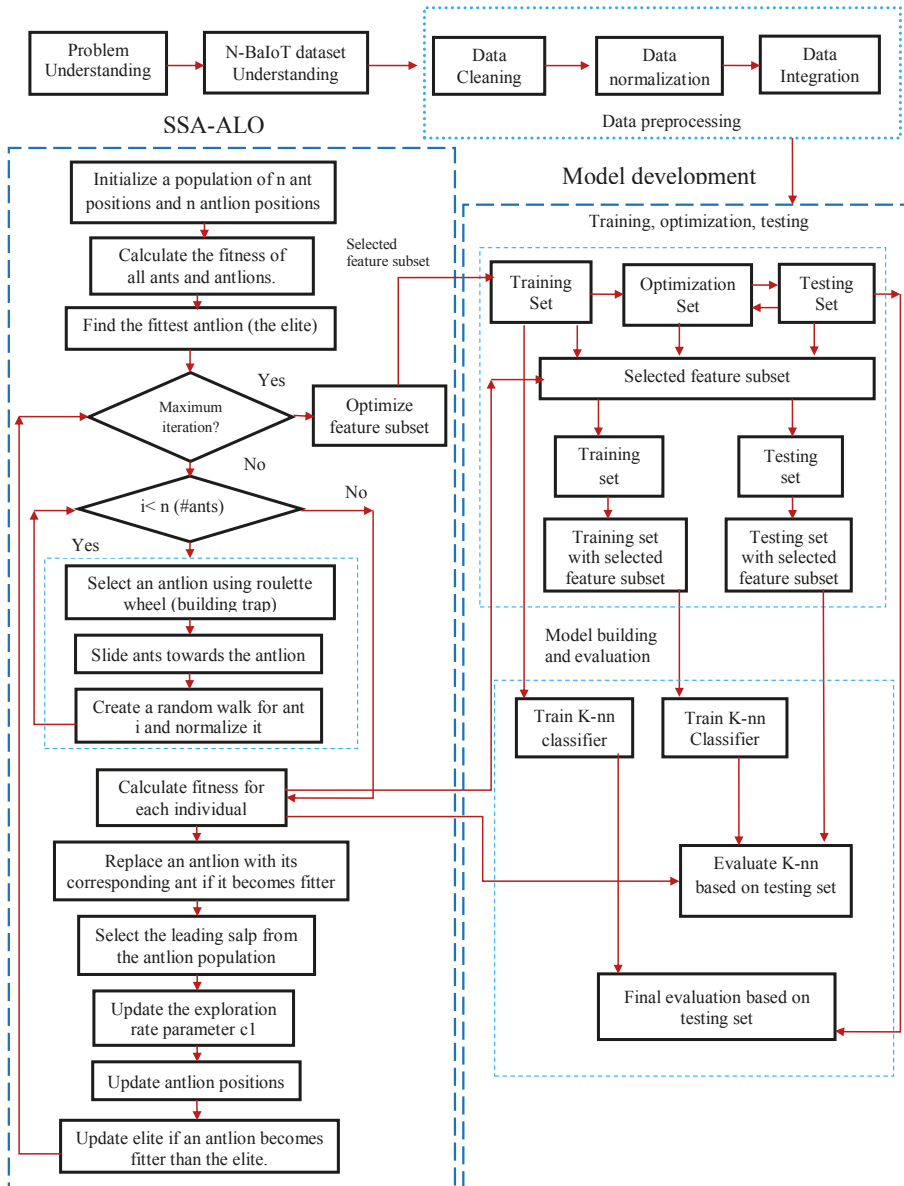 Problem
Understanding
N-BaIoT dataset
Understanding
Data
Cleaning
Data
normalization
Data
Integration
Data preprocessing
SSA-ALO
Initialize a population of n ant
positions and n antlion positions
Calculate the fitness of
all ants and antlions.
Find the fittest antlion (the elite)
Maximum
iteration?
Yes
Optimize
feature subset
Selected
feature subset
No
i< n (#ants)
No
Yes
Select an antlion using roulette
wheel (building trap)
Slide ants towards the antlion
Create a random walk for ant
i and normalize it
Calculate fitness for
each individual
Replace an antlion with its
corresponding ant if it becomes fitter
Select the leading salp from
the antlion population
Update the exploration
rate parameter c1
Update antlion positions
Update elite if an antlion becomes
fitter than the elite.
Model development
Training, optimization, testing
Training
Set
Optimization
Set
Testing
Set
Selected feature subset
Training
set
Testing
set
Training set
with selected
feature subset
Testing set
with selected
feature subset
Model building
and evaluation
Train K-nn
classifier
Train K-nn
Classifier
Evaluate K-nn
based on testing set
Final evaluation based on
testing set